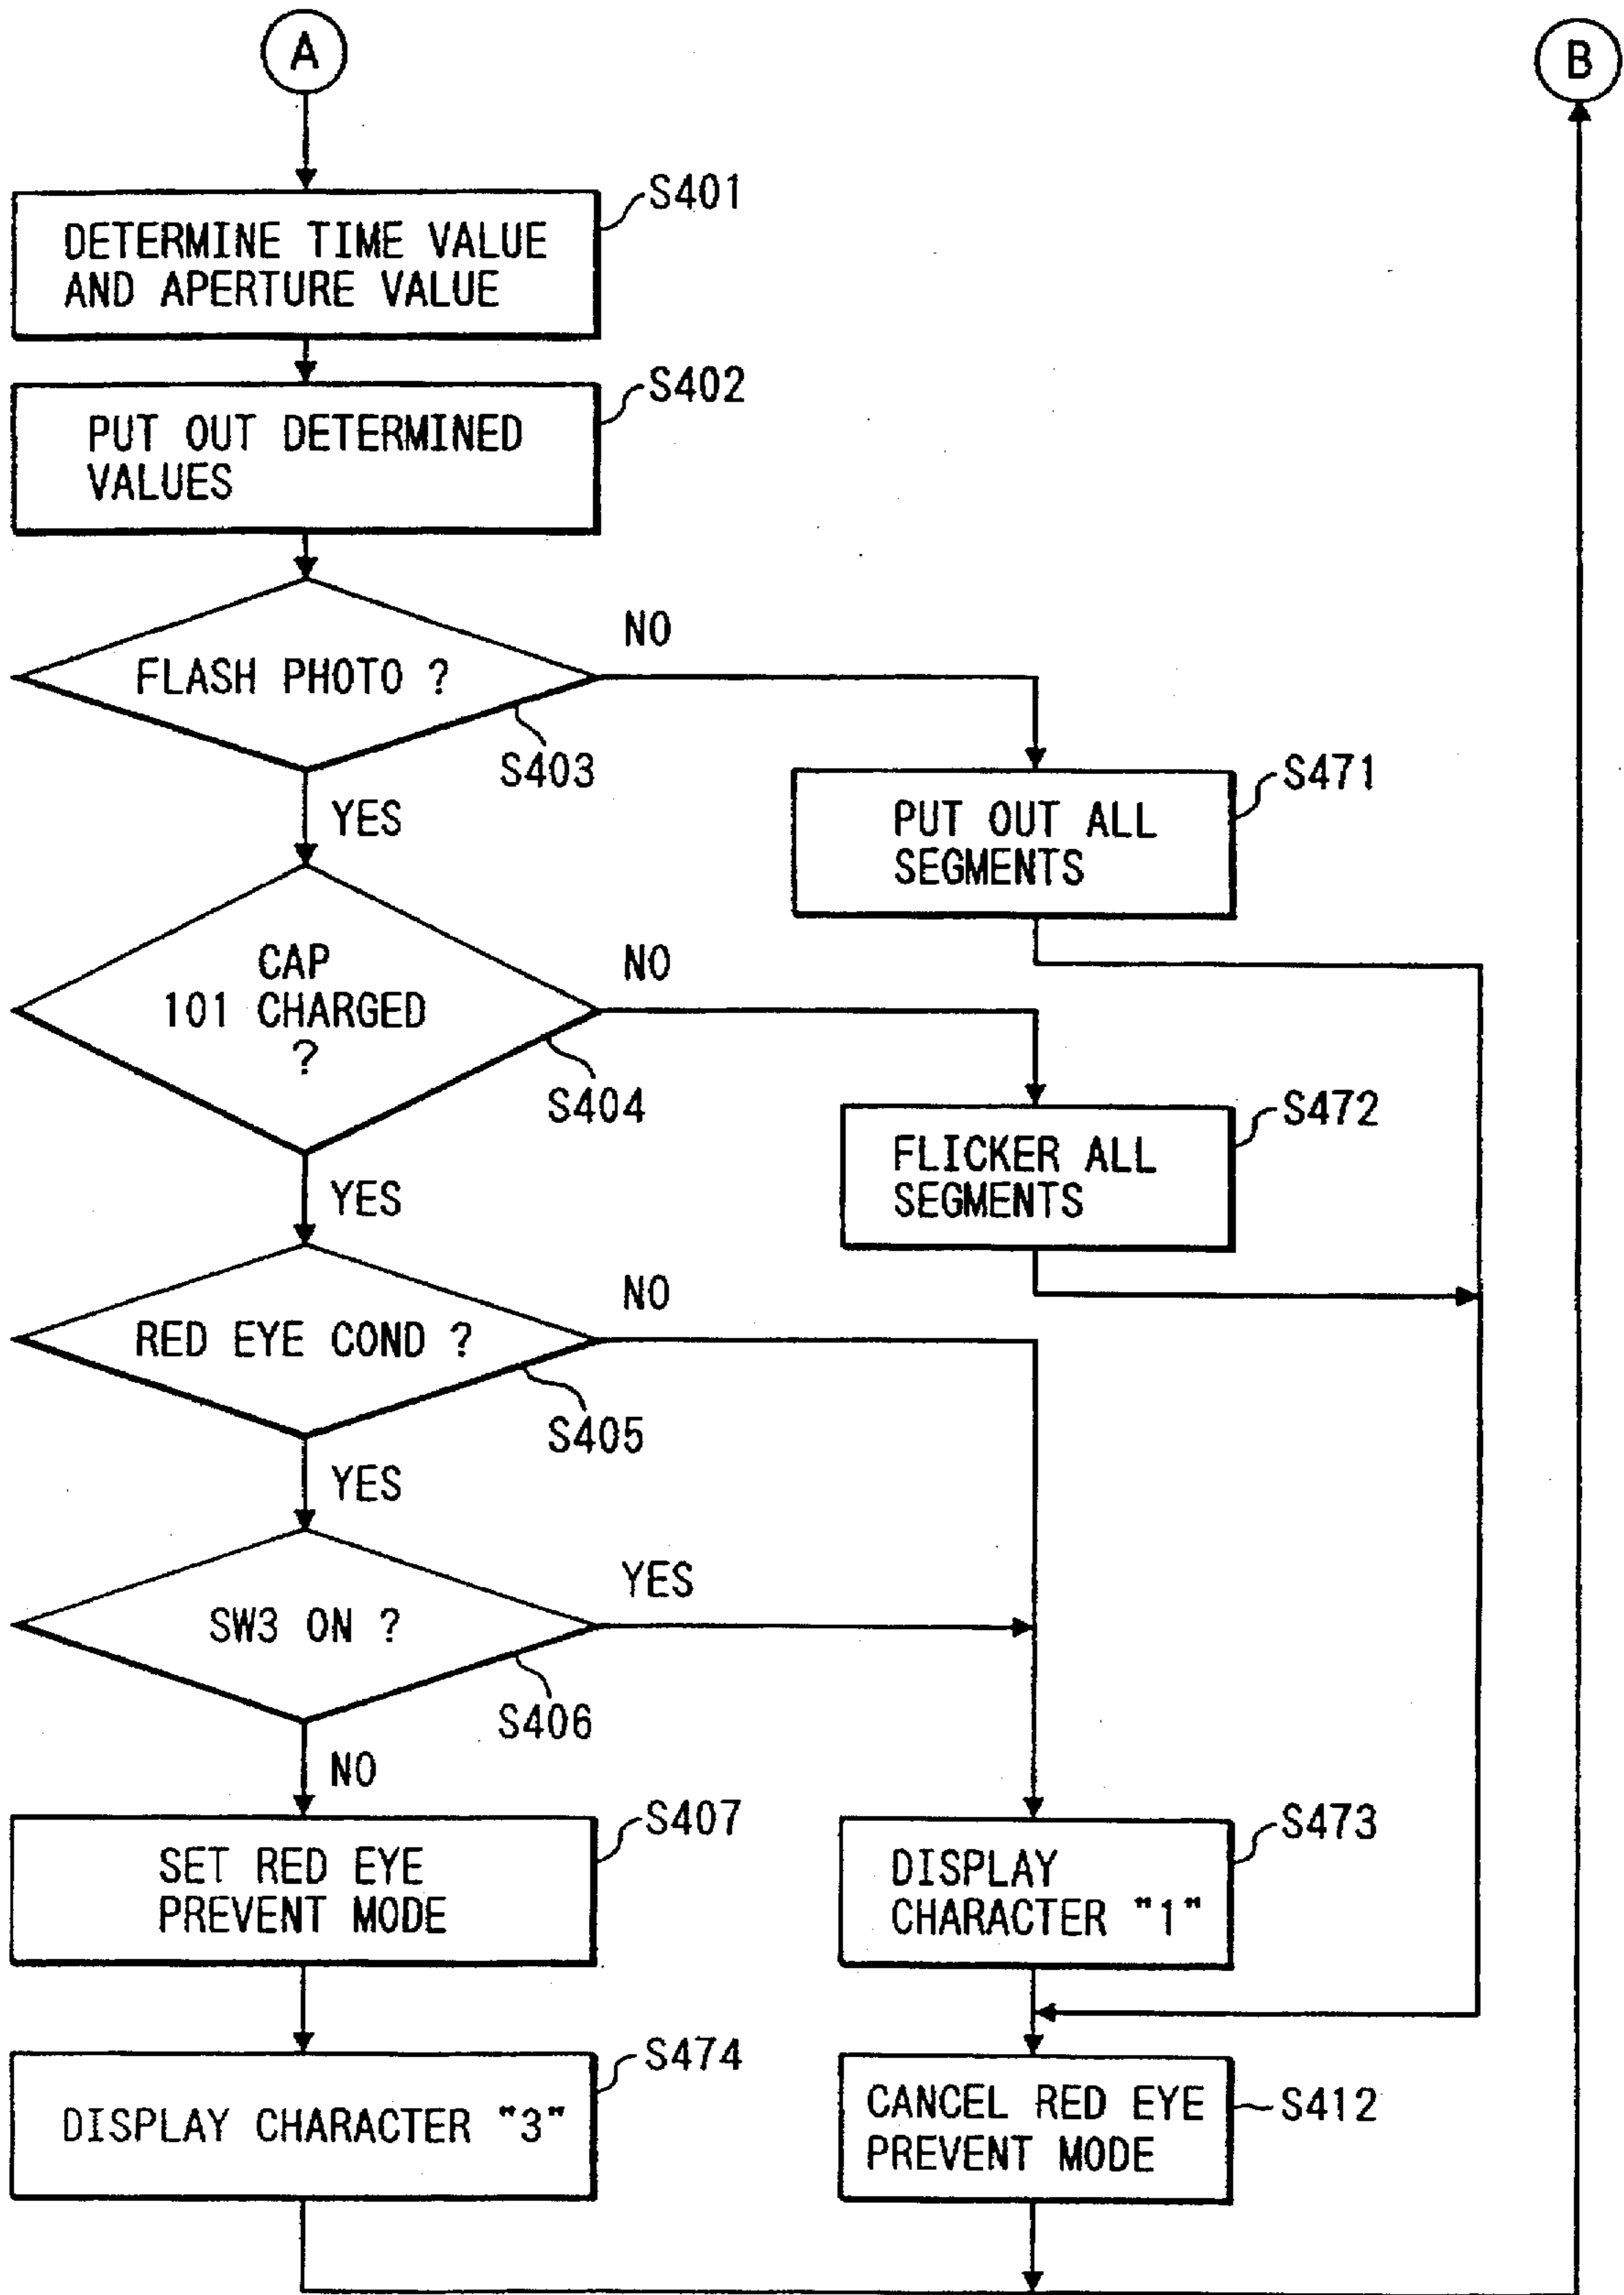 A
B
S401
DETERMINE TIME VALUE
AND APERTURE VALUE
S402
PUT OUT DETERMINED
VALUES
NO
FLASH PHOTO ?
S403
S471
YES
PUT OUT ALL
SEGMENTS
CAP
101 CHARGED
?
NO
S404
S472
FLICKER ALL
SEGMENTS
YES
NO
RED EYE COND ?
S405
YES
YES
SW3 ON ?
S406
NO
S407
SET RED EYE
PREVENT MODE
S473
DISPLAY
CHARACTER "1"
S474
DISPLAY CHARACTER "3"
CANCEL RED EYE
PREVENT MODE
S412